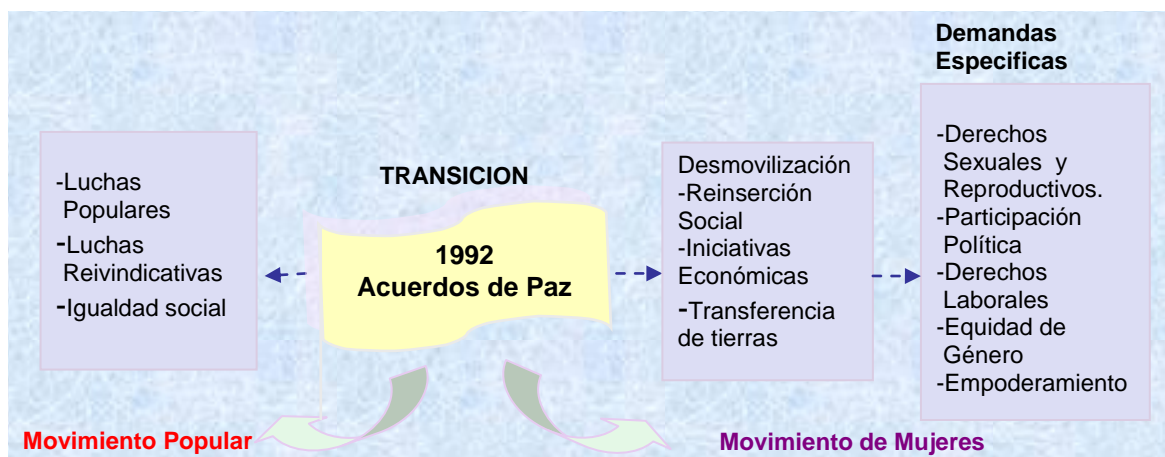 -Luchas
Populares
-Luchas
Reivindicativas
-Igualdad social
TRANSICION
1992
Acuerdos de Paz
Desmovilización
-Reinserción
Social
-Iniciativas
Económicas
-Transferencia
de tierras
Demandas
Especificas
-Derechos
Sexuales y
Reproductivos.
-Participación
Política
-Derechos
Laborales
-Equidad de
Género
-Empoderamiento
Movimiento Popular
Movimiento de Mujeres